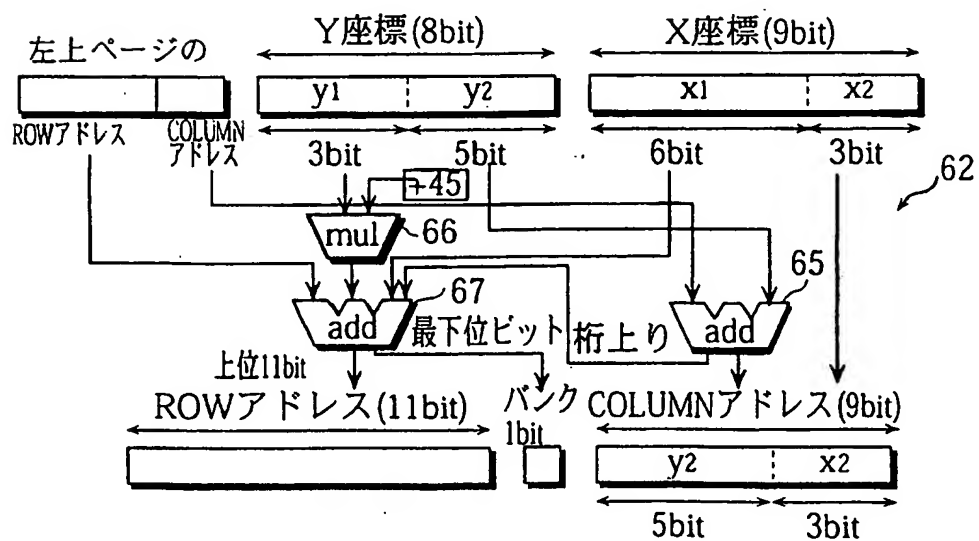 左上ページの
Y座標(8bit)
X座標(9bit)
y1
y2
x1
x2
ROWアドレス
COLUMN
アドレス
3bit
5bit
6bit
3bit
+45
62
mul
66
67
65
add
最下位ビット
桁上り
add
上位11bit
ROWアドレス(11bit)
バンク
1bit
COLUMNアドレス(9bit)
y2
x2
5bit
3bit